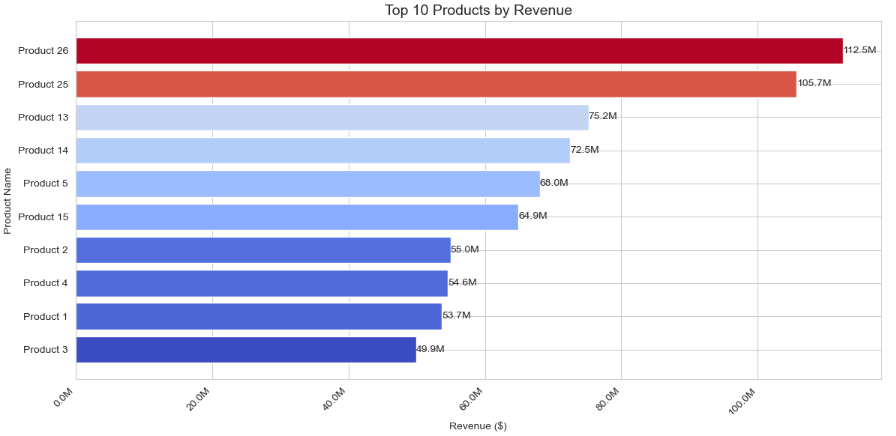 Top 10 Products by Revenue
Product Name
Product 26 112.5M
Product 25 105.7M
Product 13 75.2M
Product 14 72.5M
Product 5 68.0M
Product 15 64.9M
Product 2 55.0M
Product 4 54.6M
Product 1 53.7M
Product 3 49.9M
0.0M 20.0M 40.0M 60.0M 80.0M 100.0M
Revenue ($)